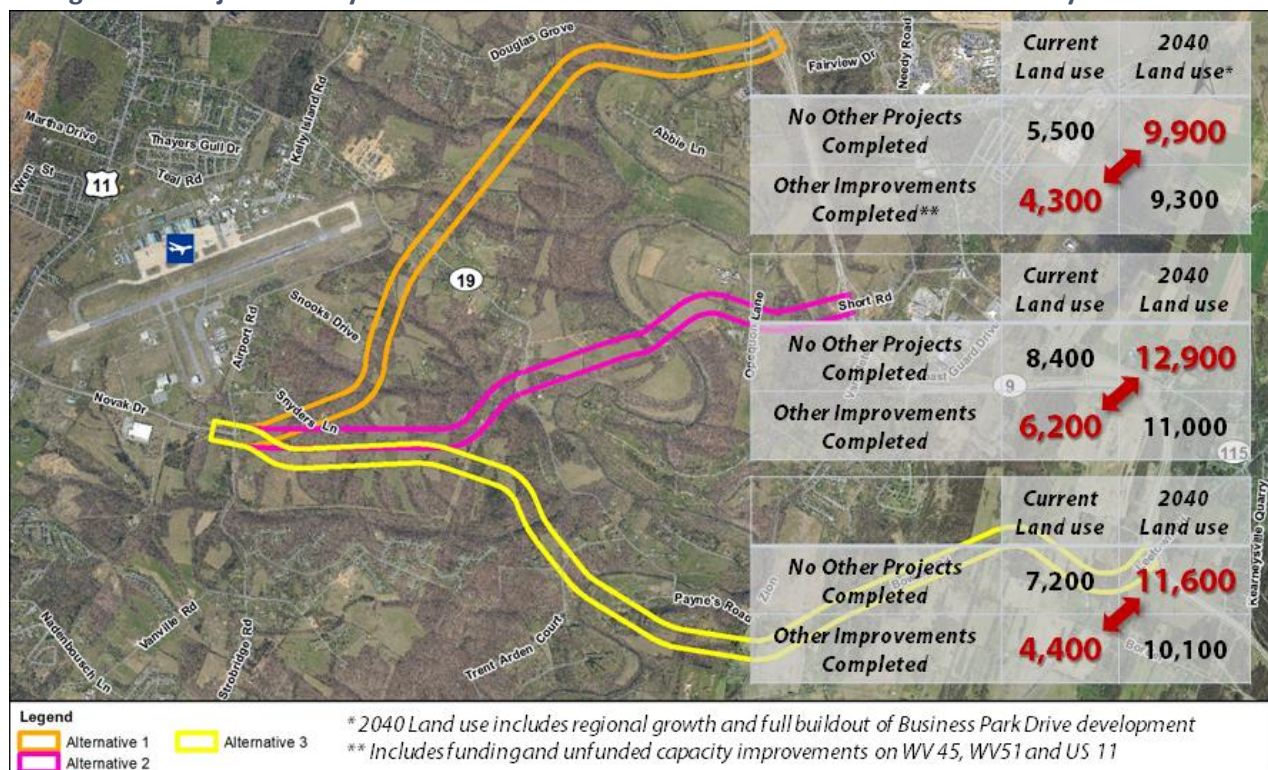 Douglas Grove
Fairview Dr
Needy Road
Kelly Island Rd
Martha Drive
Thayers Gull Dr
Teal Rd
Wren St
11
Abbie Ln
19
Snooks Drive
Airport Rd
Short Rd
Novak Dr
Snyders Ln
9
115
Kearneysville Quarry
Payne's Road
Zion
Trent Arden Court
Vanville Rd
Strobridge Rd
Nadenbousch Ln
Current Land use
2040 Land use*
No Other Projects Completed
5,500
9,900
Other Improvements Completed**
4,300
9,300
Current Land use
2040 Land use
No Other Projects Completed
8,400
12,900
Other Improvements Completed
6,200
11,000
Current Land use
2040 Land use
No Other Projects Completed
7,200
11,600
Other Improvements Completed
4,400
10,100
Legend
Alternative 1
Alternative 3
Alternative 2
*2040 Land use includes regional growth and full buildout of Business Park Drive development
** Includes funding and unfunded capacity improvements on WV 45, WV51 and US 11